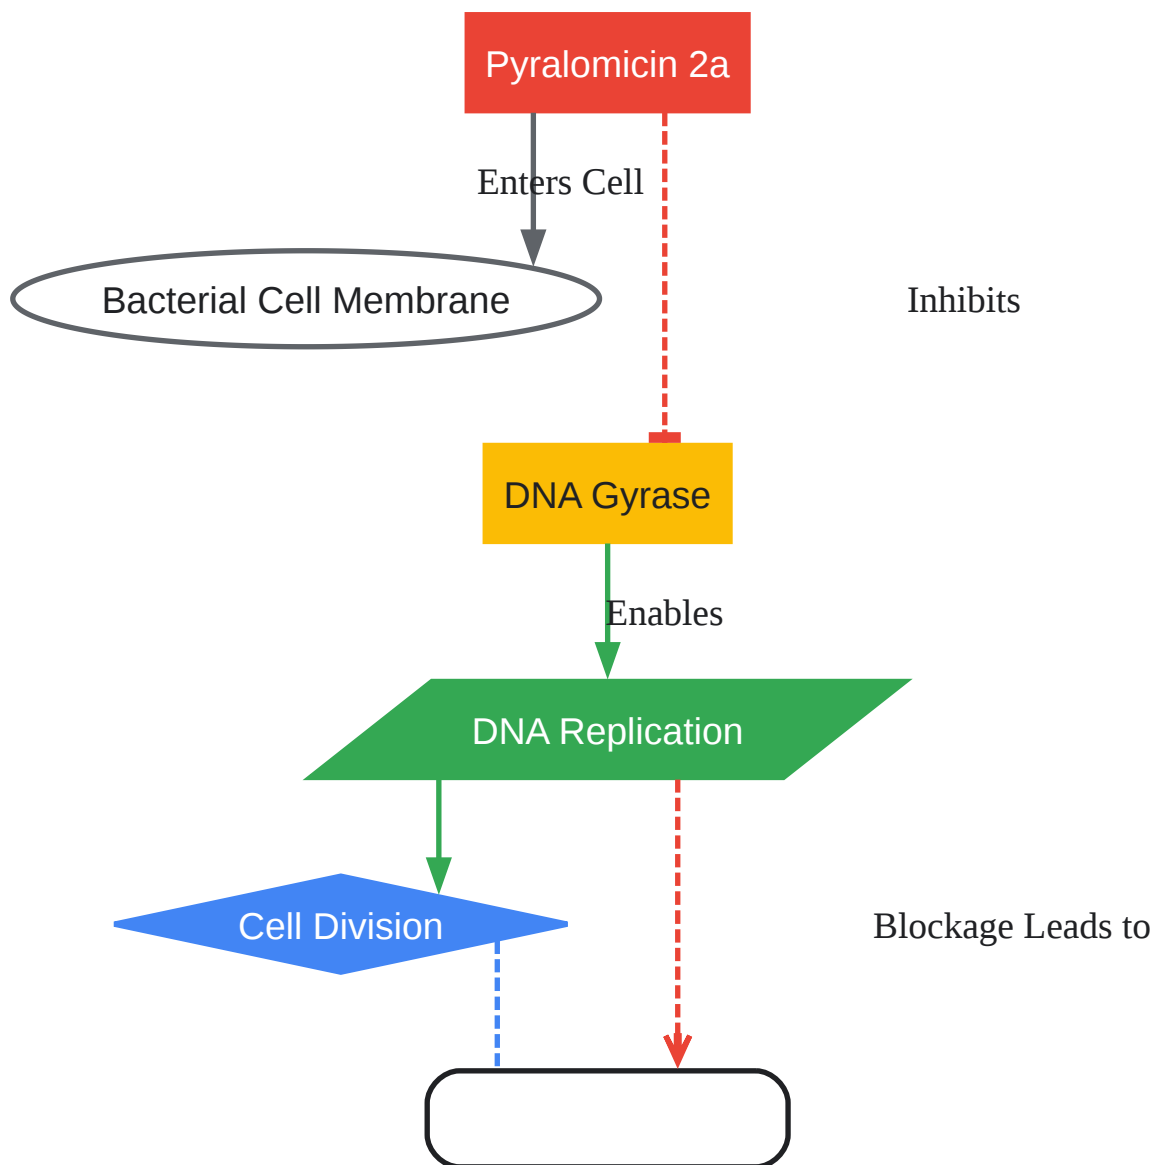 Pyralomicin 2a
Enters Cell
Bacterial Cell Membrane
Inhibits
DNA Gyrase
Enables
DNA Replication
Cell Division
Blockage Leads to